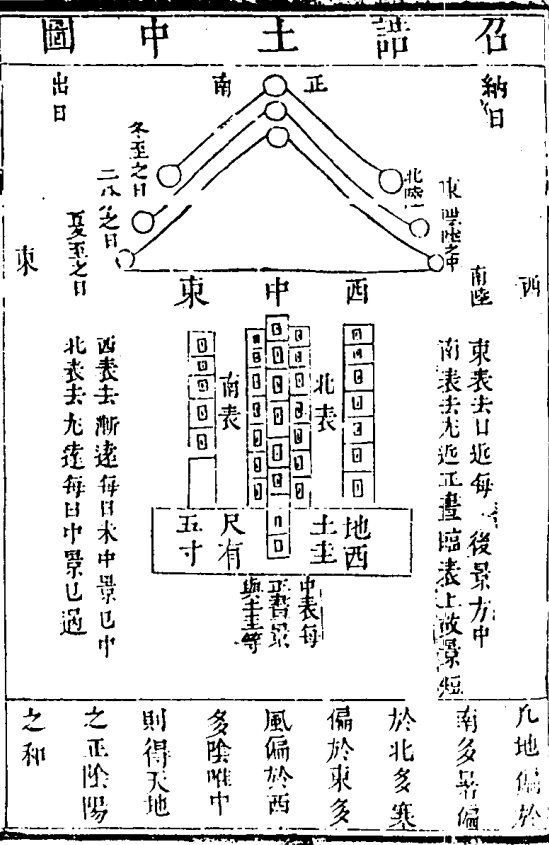 召誥土中圖
納日
正南
出日
冬至之日
二分之日
夏至之日
北陸
東西陸之中
南陸
西
東
西
中
東
北表
南表
東表去日近每日後景方中
南表去尤近正晝臨表上故景短
西表去漸遠每日未中景已中
北表去尤遠每日中景已過
地西
土圭
尺有
五寸
中表每
正晝景
與土圭等
凡地偏於
南多暑偏
於北多寒
偏於東多
風偏於西
多陰唯中
則得天地
之正陰陽
之和